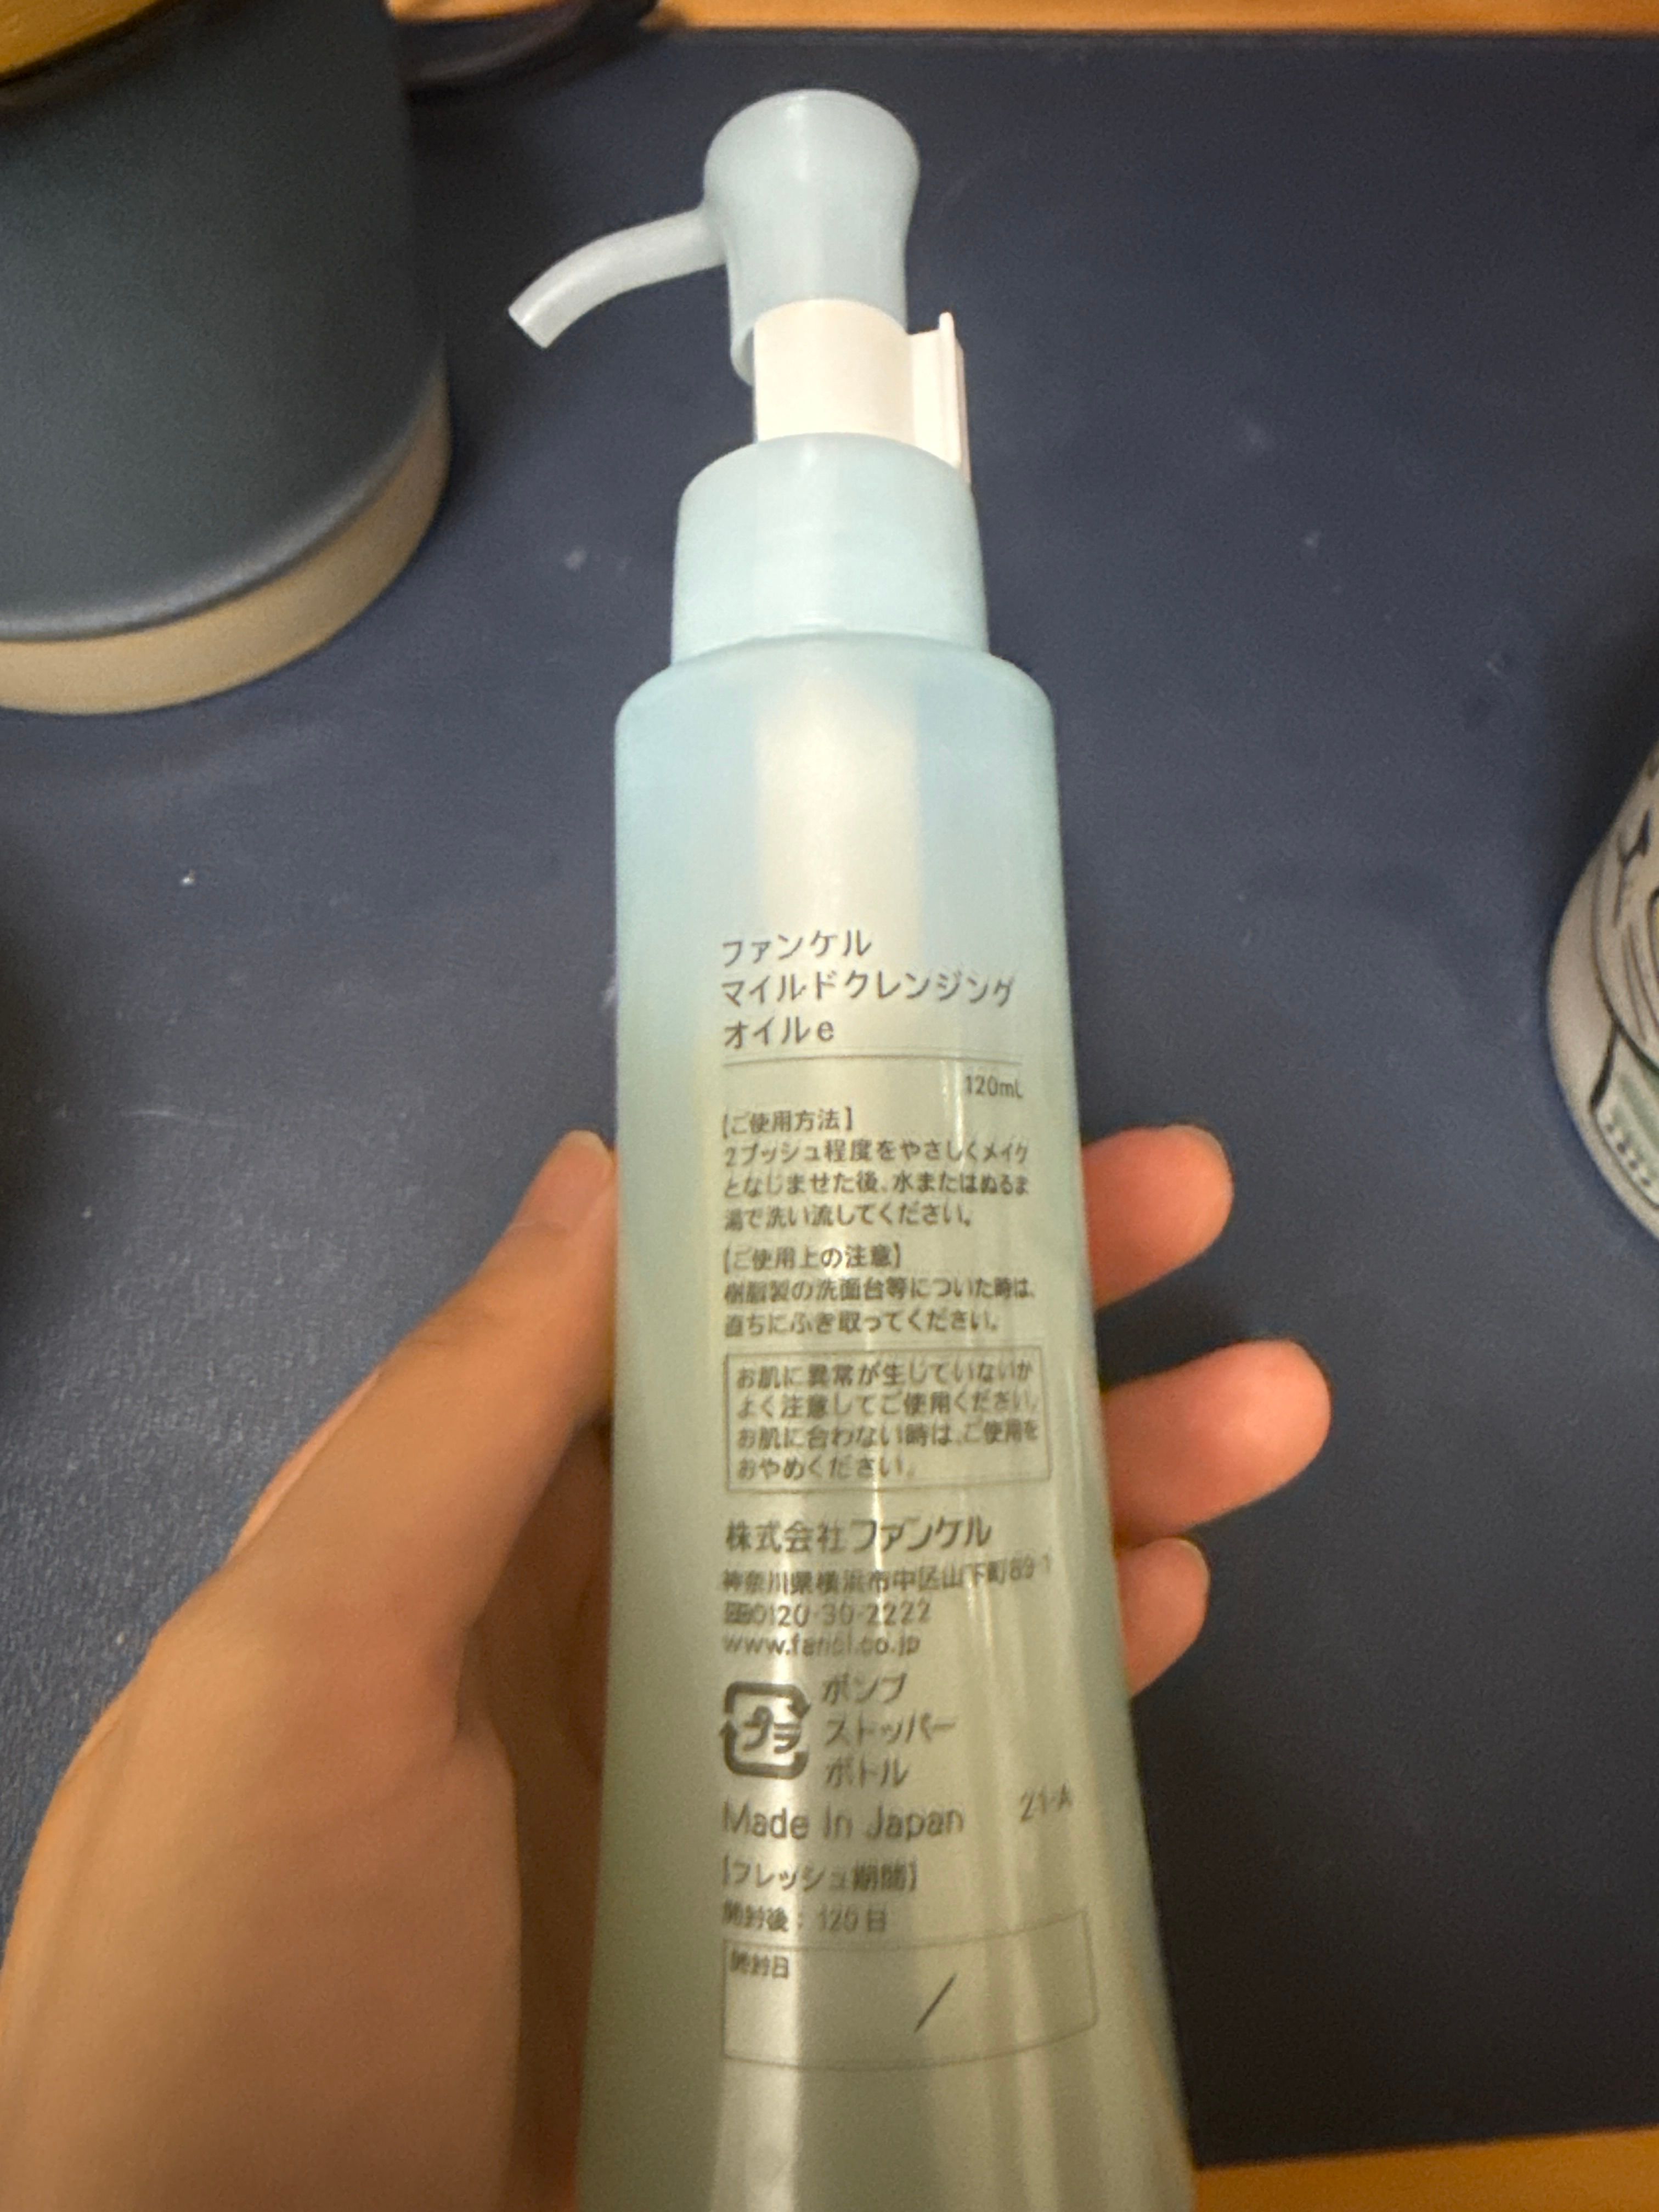 ファンケル
マイルドクレンジング
オイルe
120mL
【ご使用方法】
2プッシュ程度をやさしくメイク
となじませた後、水またはぬるま
湯で洗い流してください。
【ご使用上の注意】
樹脂製の洗面台等についた時は、
直ちにふき取ってください。
お肌に異常が生じていないか
よく注意してご使用ください。
お肌に合わない時は、ご使用を
おやめください。
株式会社ファンケル
神奈川県横浜市中区山下町89-1
0120-30-2222
www.fancl.co.jp
プラ
ポンプ
ストッパー
ボトル
Made In Japan
21-A
【フレッシュ期間】
開封後：120日
開封日
/